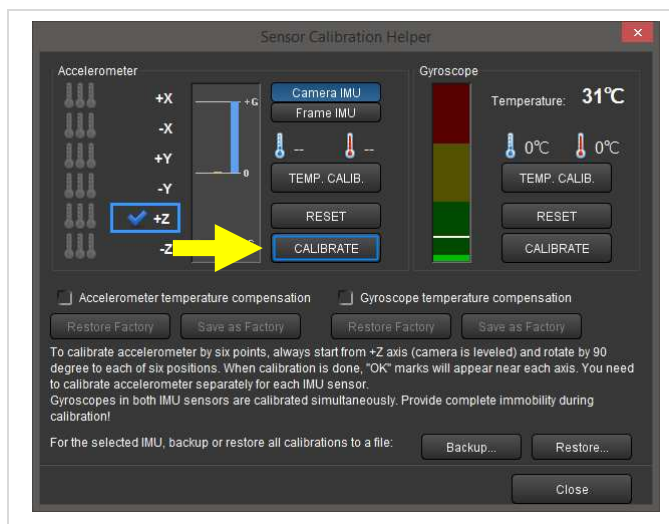 Sensor Calibration Helper
Accelerometer
+X
-X
+Y
-Y
+Z
-Z
+G
0
Camera IMU
Frame IMU
-- --
TEMP. CALIB.
RESET
CALIBRATE
Gyroscope
Temperature: 31°C
0°C 0°C
TEMP. CALIB.
RESET
CALIBRATE
Accelerometer temperature compensation
Gyroscope temperature compensation
Restore Factory Save as Factory Restore Factory Save as Factory
To calibrate accelerometer by six points, always start from +Z axis (camera is leveled) and rotate by 90
degree to each of six positions. When calibration is done, "OK" marks will appear near each axis. You need
to calibrate accelerometer separately for each IMU sensor.
Gyroscopes in both IMU sensors are calibrated simultaneously. Provide complete immobility during
calibration!
For the selected IMU, backup or restore all calibrations to a file: Backup... Restore...
Close